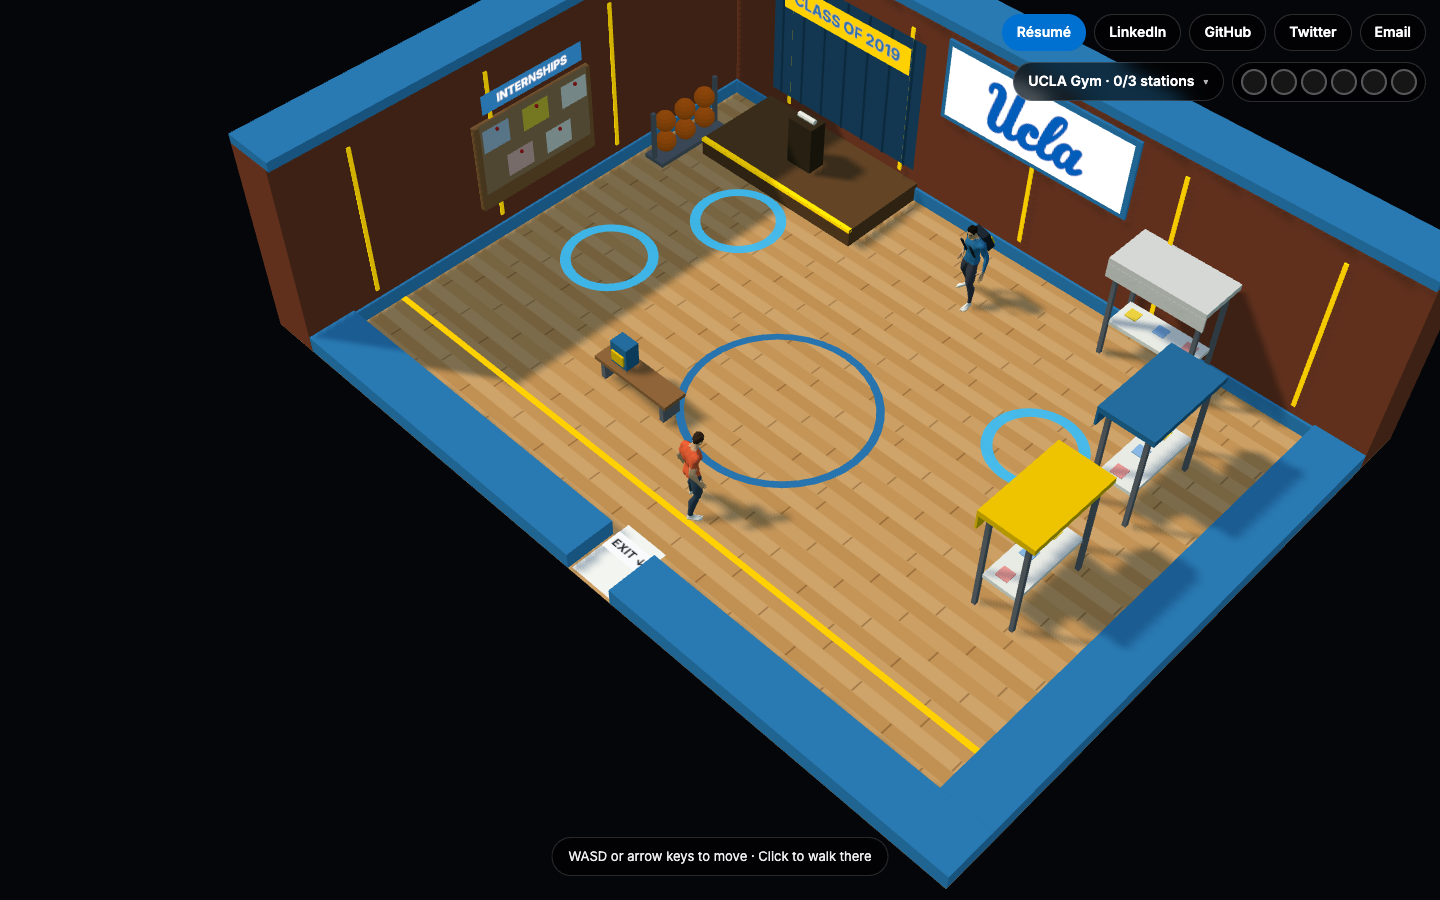 Résumé
LinkedIn
GitHub
Twitter
Email
UCLA Gym · 0/3 stations
CLASS OF 2019
INTERNSHIPS
Ucla
EXIT ↓
WASD or arrow keys to move · Click to walk there